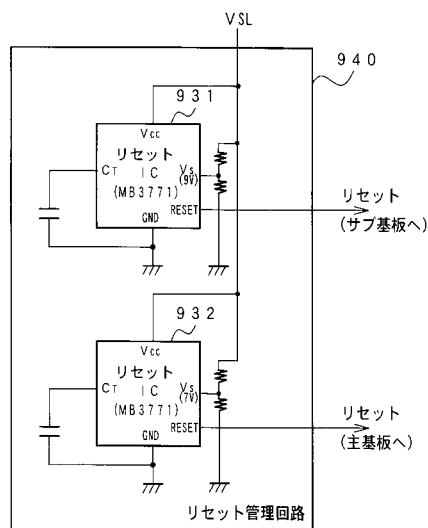 VSL
940
931
Vcc
リセット
CT
IC
Vs
(9V)
(MB3771)
RESET
GND
リセット
(サブ基板へ)
932
Vcc
リセット
CT
IC
Vs
(7V)
(MB3771)
RESET
GND
リセット
(主基板へ)
リセット管理回路